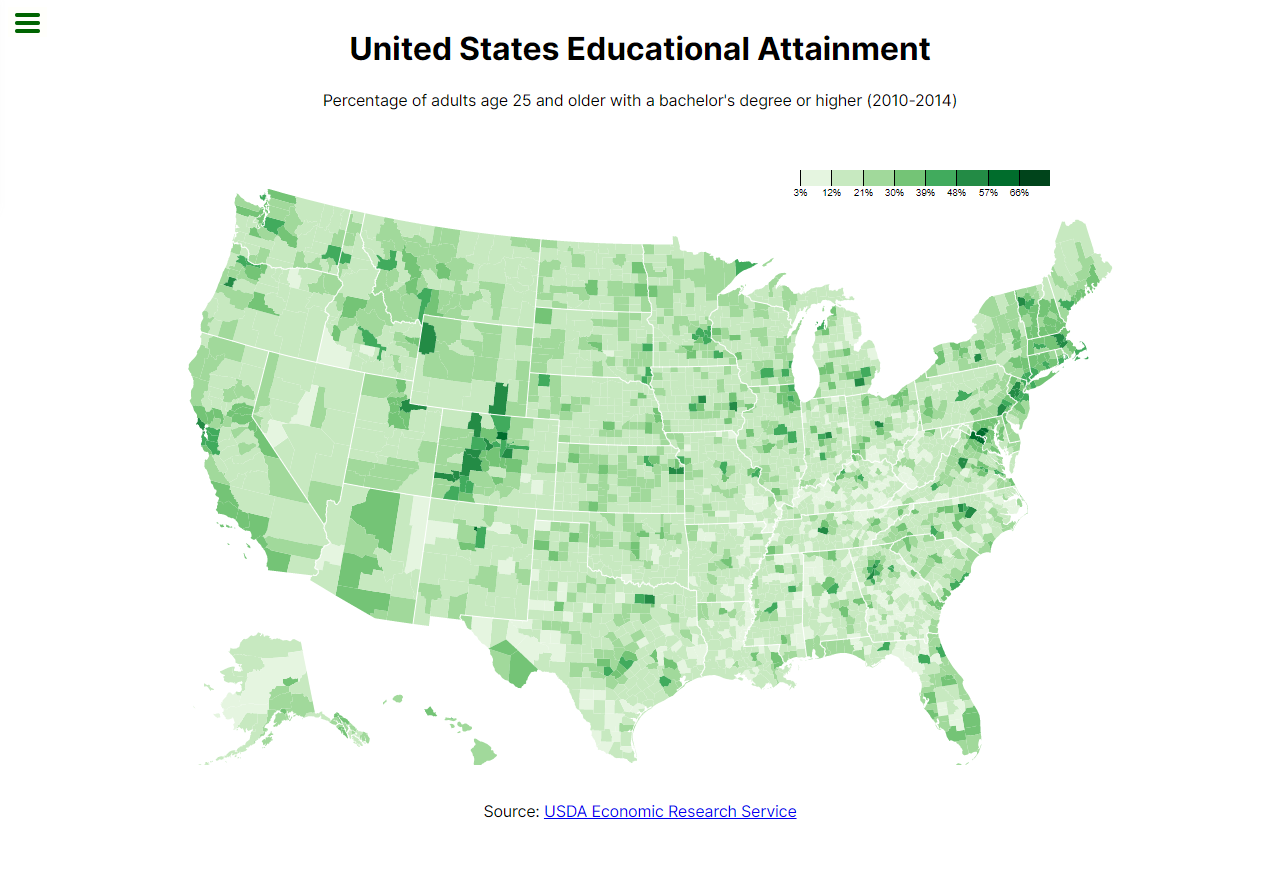 United States Educational Attainment
Percentage of adults age 25 and older with a bachelor's degree or higher (2010-2014)
3% 12% 21% 30% 39% 48% 57% 66%
Source: USDA Economic Research Service